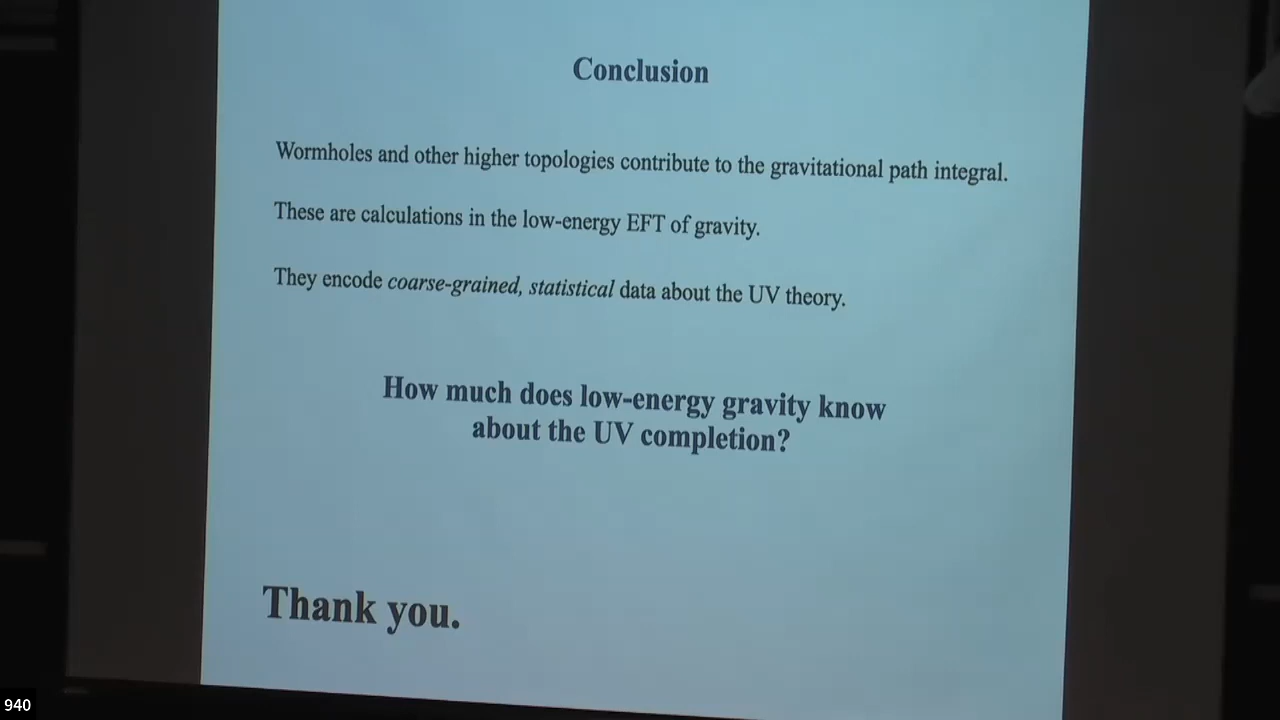 Conclusion
Wormholes and other higher topologies contribute to the gravitational path integral.
These are calculations in the low-energy EFT of gravity.
They encode coarse-grained, statistical data about the UV theory.
How much does low-energy gravity know
about the UV completion?
Thank you.
940